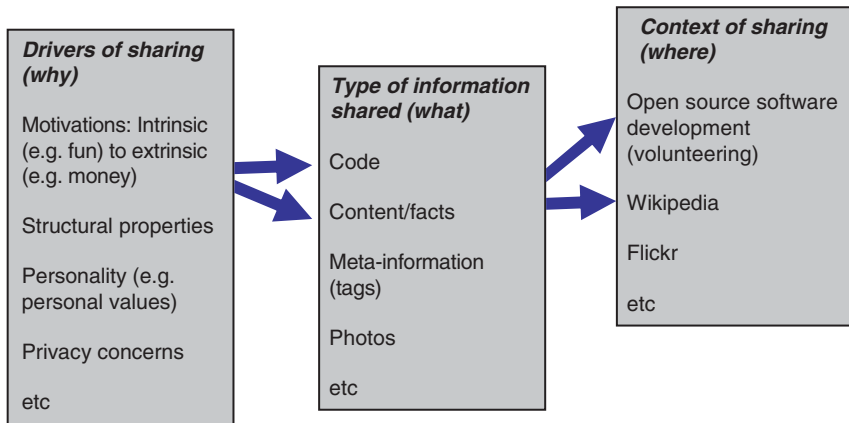 Drivers of sharing
(why)
Motivations: Intrinsic
(e.g. fun) to extrinsic
(e.g. money)
Structural properties
Personality (e.g.
personal values)
Privacy concerns
etc
Type of information
shared (what)
Code
Content/facts
Meta-information
(tags)
Photos
etc
Context of sharing
(where)
Open source software
development
(volunteering)
Wikipedia
Flickr
etc